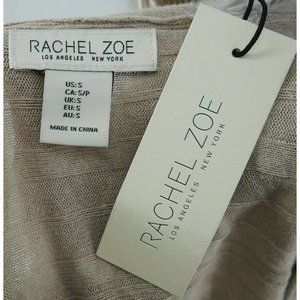 RACHEL ZOE
LOS ANGELES NEW YORK
US: S
CA: S/P
UK: S
EU: S
AU: S
MADE IN CHINA
RACHEL ZOE
LOS ANGELES NEW YORK